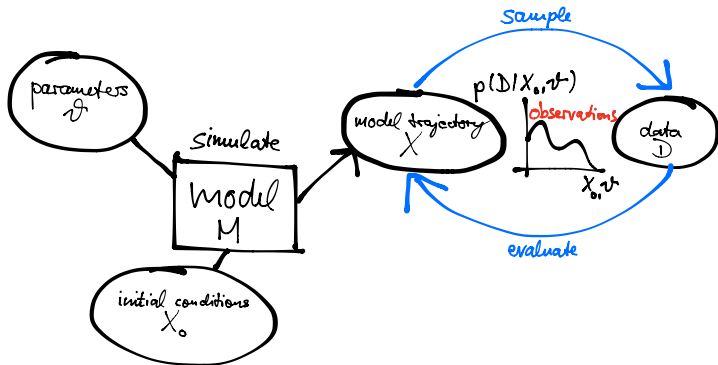 sample
parameters
ϑ
simulate
model
M
initial conditions
X₀
model trajectory
X
p(D|X₀,ϑ)
observations
X₀,ϑ
data
D
evaluate